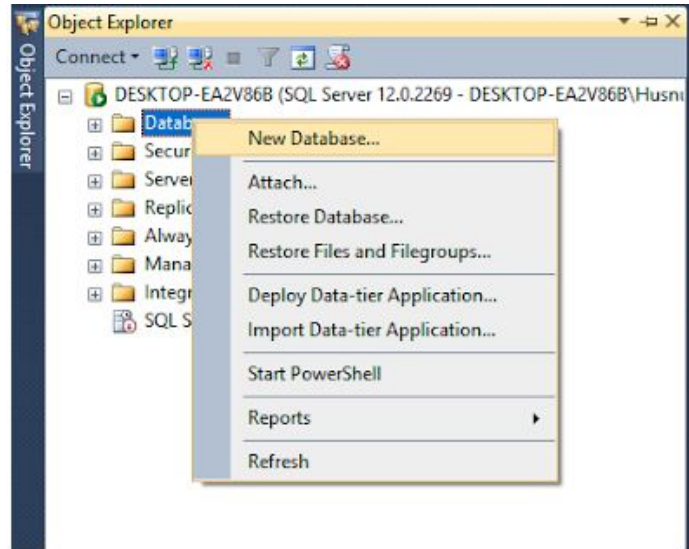 Object Explorer
Object Explorer
Connect
DESKTOP-EA2V86B (SQL Server 12.0.2269 - DESKTOP-EA2V86B\Husnu
Datab
Secur
Server
Replic
Alway
Mana
Integr
SQL S
New Database...
Attach...
Restore Database...
Restore Files and Filegroups...
Deploy Data-tier Application...
Import Data-tier Application...
Start PowerShell
Reports
Refresh